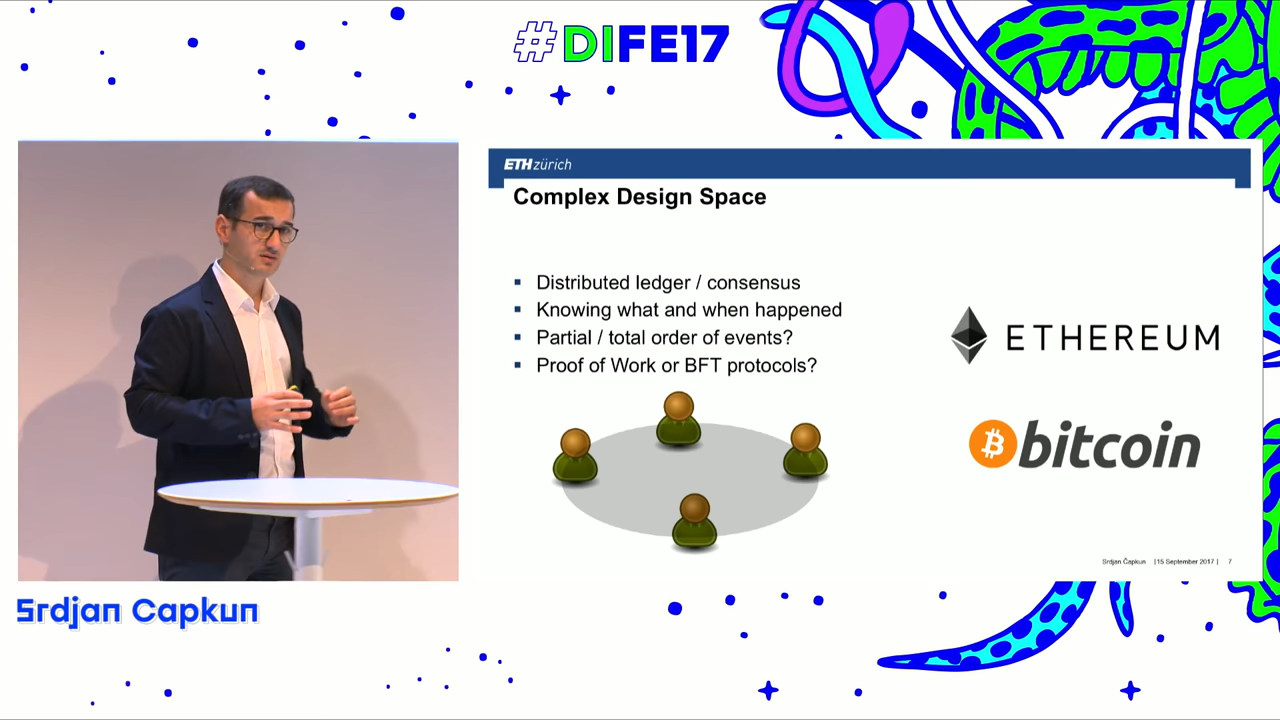 #DIFE17
ETH zürich
Complex Design Space
Distributed ledger / consensus
Knowing what and when happened
Partial / total order of events?
Proof of Work or BFT protocols?
ETHEREUM
bitcoin
Srdjan Čapkun |15 September 2017 | 7
Srdjan Capkun